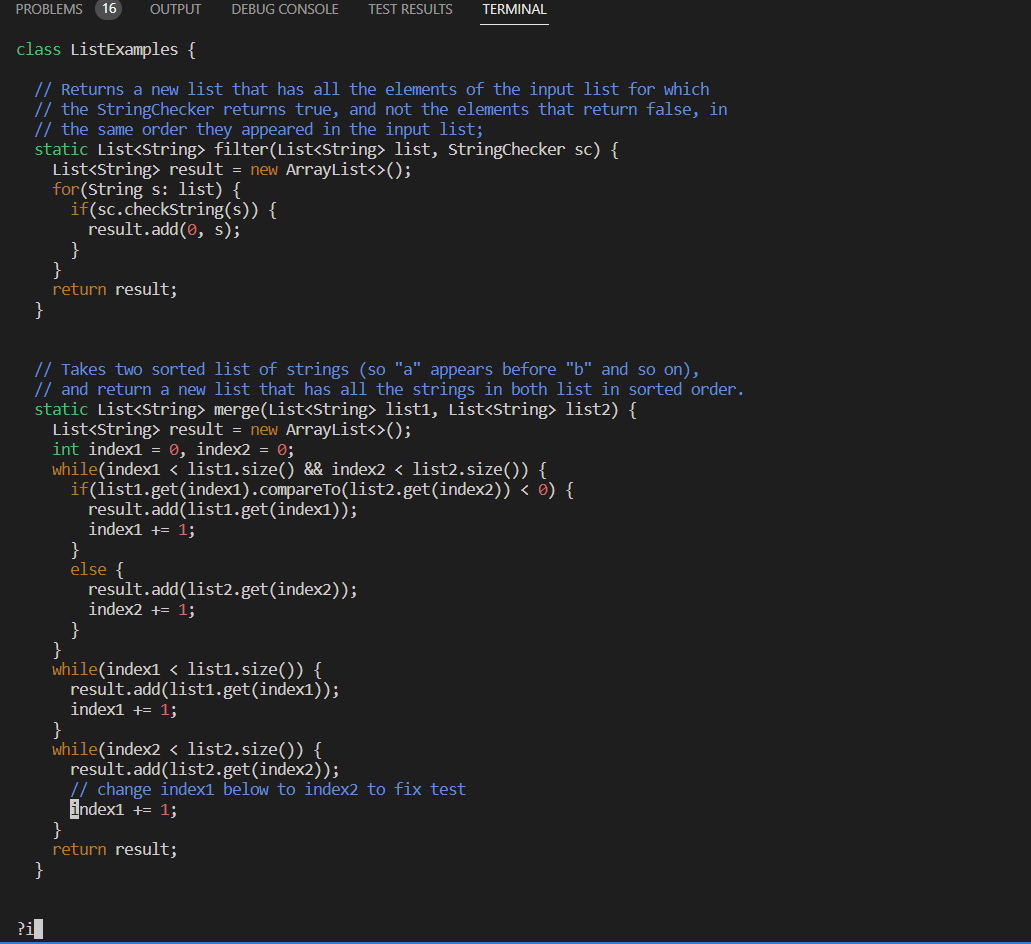 PROBLEMS 16 OUTPUT DEBUG CONSOLE TEST RESULTS TERMINAL
class ListExamples {
  // Returns a new list that has all the elements of the input list for which
  // the StringChecker returns true, and not the elements that return false, in
  // the same order they appeared in the input list;
  static List<String> filter(List<String> list, StringChecker sc) {
    List<String> result = new ArrayList<>();
    for(String s: list) {
      if(sc.checkString(s)) {
        result.add(0, s);
      }
    }
    return result;
  }
  // Takes two sorted list of strings (so "a" appears before "b" and so on),
  // and return a new list that has all the strings in both list in sorted order.
  static List<String> merge(List<String> list1, List<String> list2) {
    List<String> result = new ArrayList<>();
    int index1 = 0, index2 = 0;
    while(index1 < list1.size() && index2 < list2.size()) {
      if(list1.get(index1).compareTo(list2.get(index2)) < 0) {
        result.add(list1.get(index1));
        index1 += 1;
      }
      else {
        result.add(list2.get(index2));
        index2 += 1;
      }
    }
    while(index1 < list1.size()) {
      result.add(list1.get(index1));
      index1 += 1;
    }
    while(index2 < list2.size()) {
      result.add(list2.get(index2));
      // change index1 below to index2 to fix test
      index1 += 1;
    }
    return result;
  }
?i